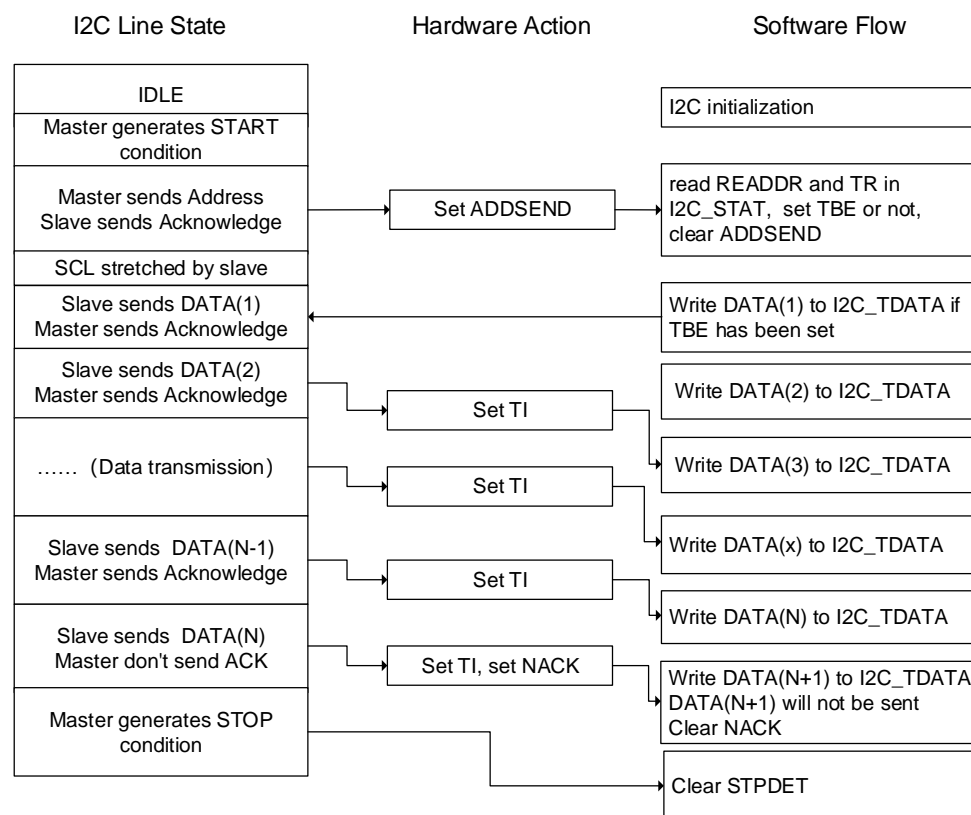 I2C Line State
Hardware Action
Software Flow
IDLE
I2C initialization
Master generates START
condition
Master sends Address
Slave sends Acknowledge
Set ADDSEND
read READDR and TR in
I2C_STAT, set TBE or not,
clear ADDSEND
SCL stretched by slave
Slave sends DATA(1)
Master sends Acknowledge
Write DATA(1) to I2C_TDATA if
TBE has been set
Slave sends DATA(2)
Master sends Acknowledge
Set TI
Write DATA(2) to I2C_TDATA
Write DATA(3) to I2C_TDATA
…… (Data transmission)
Set TI
Write DATA(x) to I2C_TDATA
Slave sends DATA(N-1)
Master sends Acknowledge
Set TI
Write DATA(N) to I2C_TDATA
Slave sends DATA(N)
Master don't send ACK
Set TI, set NACK
Write DATA(N+1) to I2C_TDATA
DATA(N+1) will not be sent
Clear NACK
Master generates STOP
condition
Clear STPDET